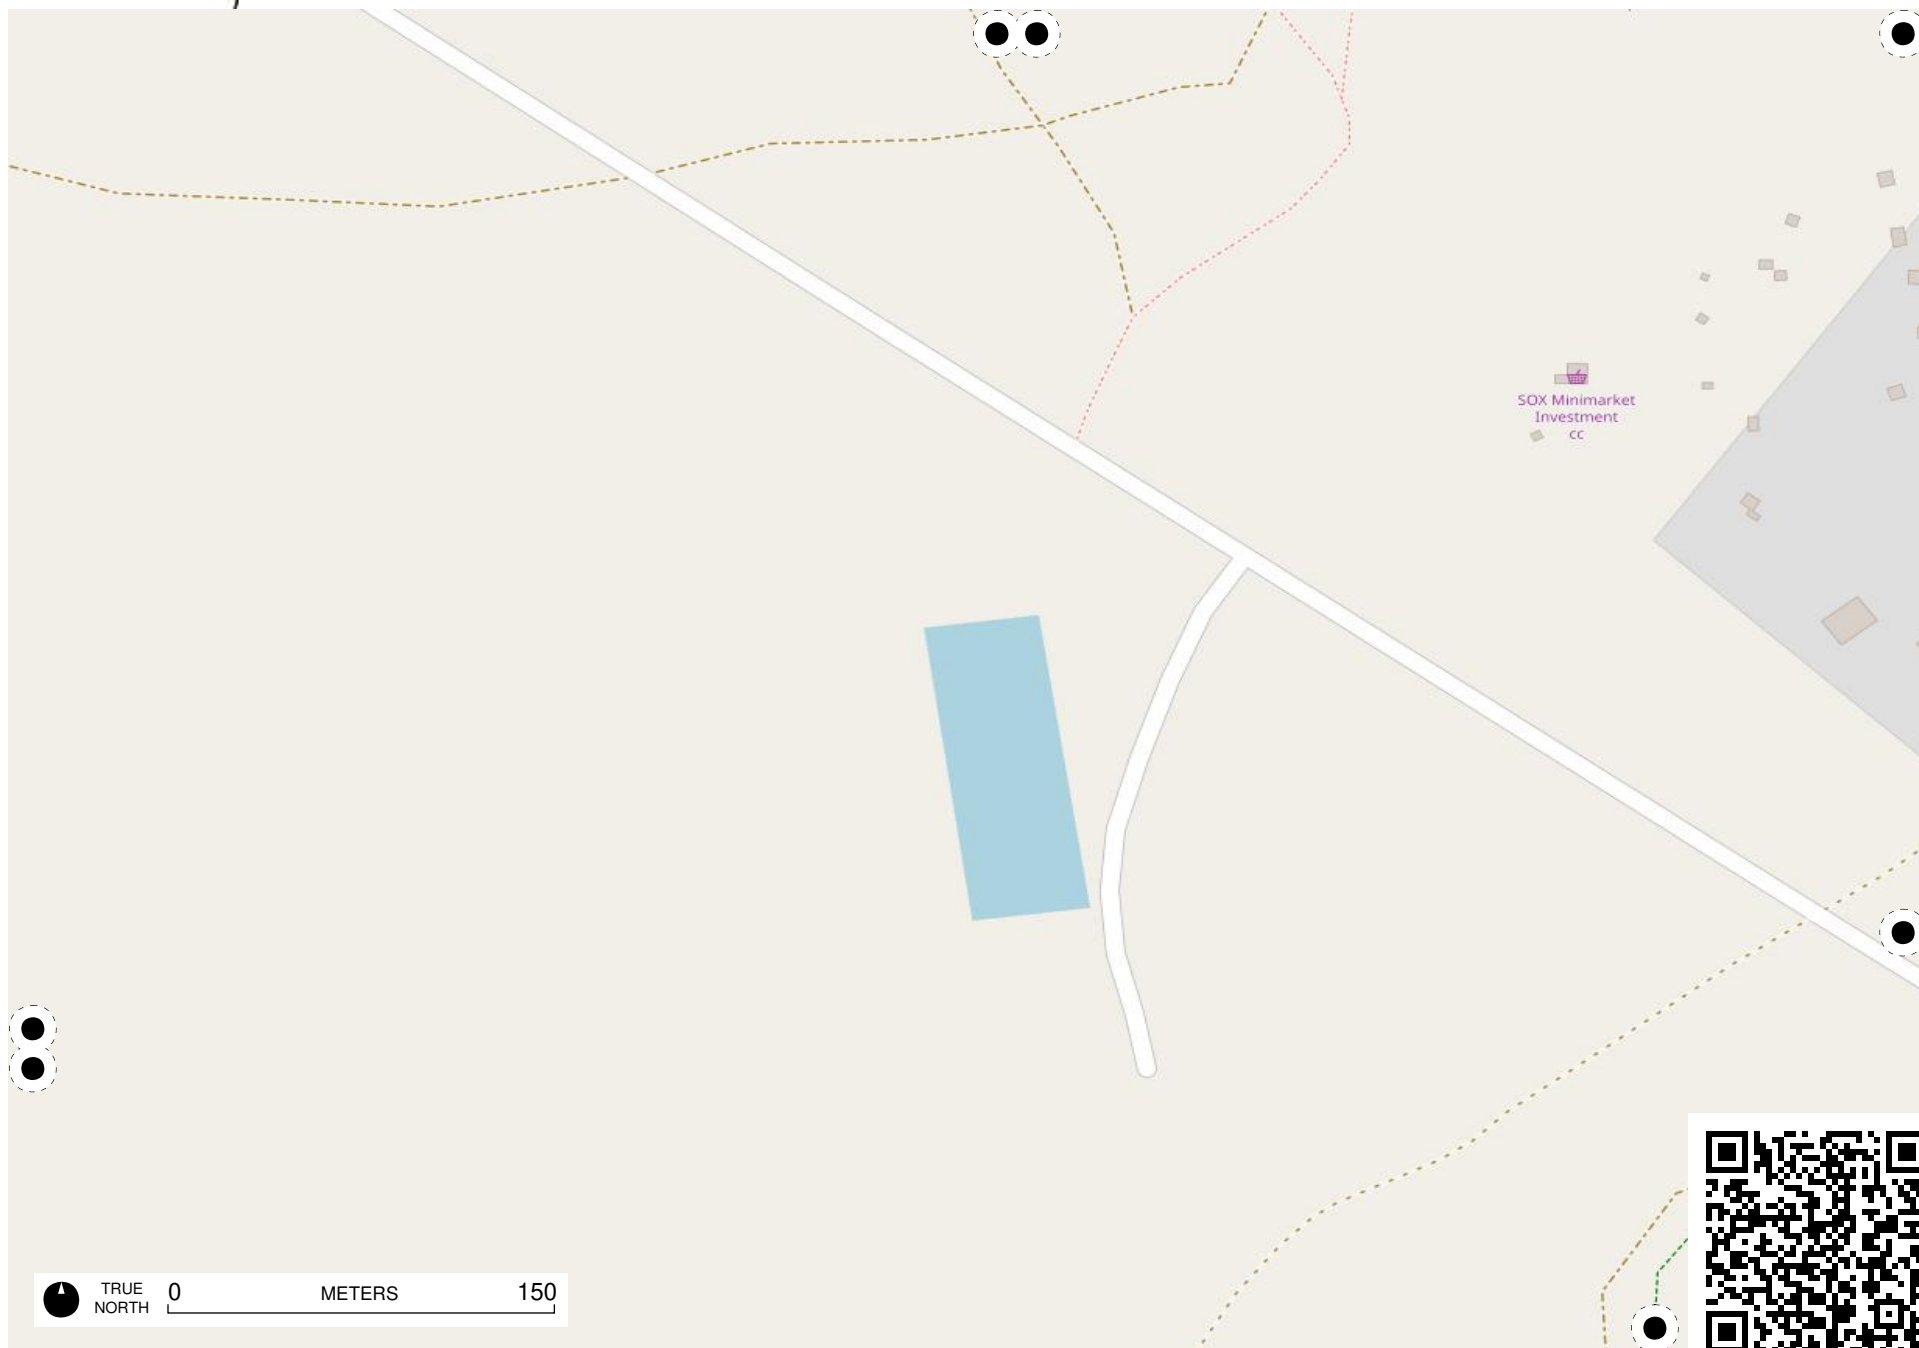 SOX Minimarket
Investment
cc
TRUE
NORTH
0 METERS 150